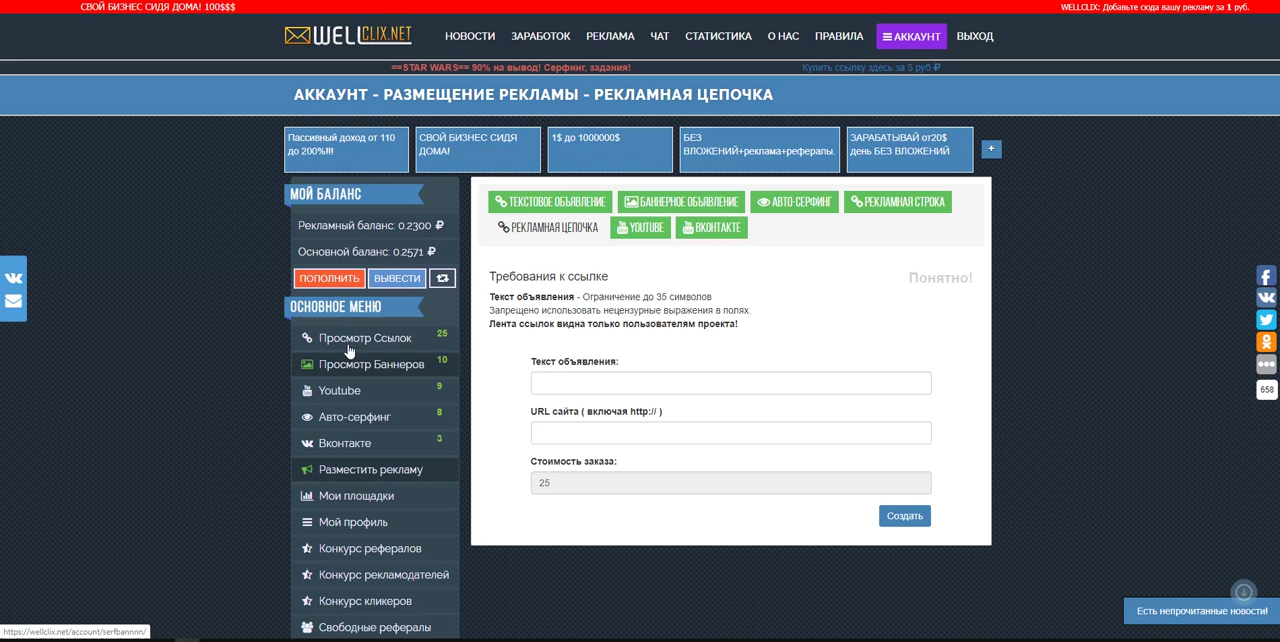 СВОЙ БИЗНЕС СИДЯ ДОМА! 100$$$
WELLCLIX: Добавьте сюда вашу рекламу за 1 руб.
WELLCLIX.NET
НОВОСТИ ЗАРАБОТОК РЕКЛАМА ЧАТ СТАТИСТИКА О НАС ПРАВИЛА АККАУНТ ВЫХОД
==STAR WARS== 90% на вывод! Серфинг, задания!
Купить ссылку здесь за 5 руб ₽
АККАУНТ - РАЗМЕЩЕНИЕ РЕКЛАМЫ - РЕКЛАМНАЯ ЦЕПОЧКА
Пассивный доход от 110
до 200%!!!
СВОЙ БИЗНЕС СИДЯ
ДОМА!
1$ до 1000000$
БЕЗ
ВЛОЖЕНИЙ+реклама+рефералы.
ЗАРАБАТЫВАЙ от20$
день БЕЗ ВЛОЖЕНИЙ
+
МОЙ БАЛАНС
Рекламный баланс: 0.2300 ₽
Основной баланс: 0.2571 ₽
ПОПОЛНИТЬ ВЫВЕСТИ
ОСНОВНОЕ МЕНЮ
Просмотр Ссылок 25
Просмотр Баннеров 10
Youtube 9
Авто-серфинг 8
Вконтакте 3
Разместить рекламу
Мои площадки
Мой профиль
Конкурс рефералов
Конкурс рекламодателей
Конкурс кликеров
Свободные рефералы
ТЕКСТОВОЕ ОБЪЯВЛЕНИЕ БАННЕРНОЕ ОБЪЯВЛЕНИЕ АВТО-СЕРФИНГ РЕКЛАМНАЯ СТРОКА
РЕКЛАМНАЯ ЦЕПОЧКА YOUTUBE ВКОНТАКТЕ
Требования к ссылке
Понятно!
Текст объявления - Ограничение до 35 символов
Запрещено использовать нецензурные выражения в полях.
Лента ссылок видна только пользователям проекта!
Текст объявления:
URL сайта ( включая http:// )
Стоимость заказа:
25
Создать
658
Есть непрочитанные новости!
https://wellclix.net/account/serfbannnn/